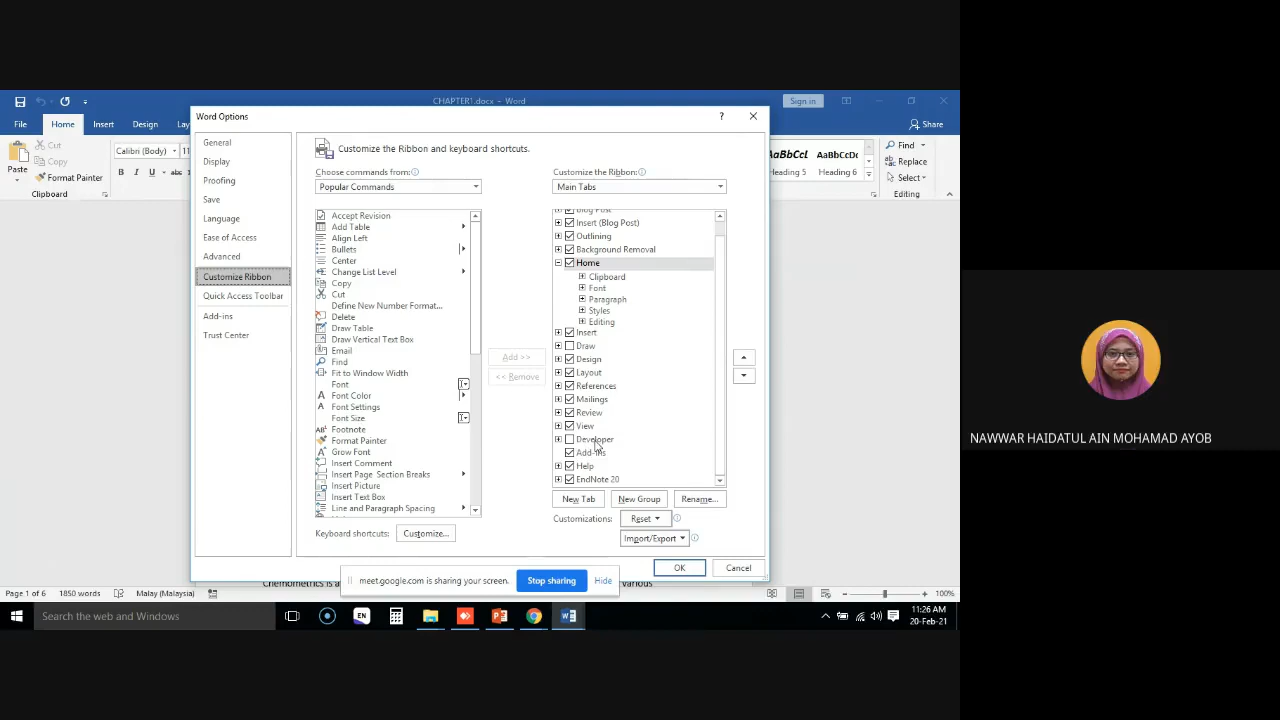 CHAPTER1.docx - Word
Sign in
File Home Insert Design
Share
Cut
Copy
Format Painter
Paste
Clipboard
Calibri (Body) 11
B I U abc
AaBbCcL AaBbCcDc
Heading 5 Heading 6
Find
Replace
Select
Editing
Word Options
?
General
Display
Proofing
Save
Language
Ease of Access
Advanced
Customize Ribbon
Quick Access Toolbar
Add-ins
Trust Center
Customize the Ribbon and keyboard shortcuts.
Choose commands from:
Popular Commands
Accept Revision
Add Table
Align Left
Bullets
Center
Change List Level
Copy
Cut
Define New Number Format...
Delete
Draw Table
Draw Vertical Text Box
Email
Find
Fit to Window Width
Font
Font Color
Font Settings
Font Size
Footnote
Format Painter
Grow Font
Insert Comment
Insert Page Section Breaks
Insert Picture
Insert Text Box
Line and Paragraph Spacing
Keyboard shortcuts: Customize...
Add >>
<< Remove
Customize the Ribbon:
Main Tabs
Blog Post
Insert (Blog Post)
Outlining
Background Removal
Home
Clipboard
Font
Paragraph
Styles
Editing
Insert
Draw
Design
Layout
References
Mailings
Review
View
Developer
Add-ins
Help
EndNote 20
New Tab New Group Rename...
Customizations: Reset
Import/Export
OK Cancel
meet.google.com is sharing your screen. Stop sharing Hide
Chemometrics is a
various
Page 1 of 6 1850 words Malay (Malaysia)
100%
Search the web and Windows
EN
11:26 AM
20-Feb-21
NAWWAR HAIDATUL AIN MOHAMAD AYOB